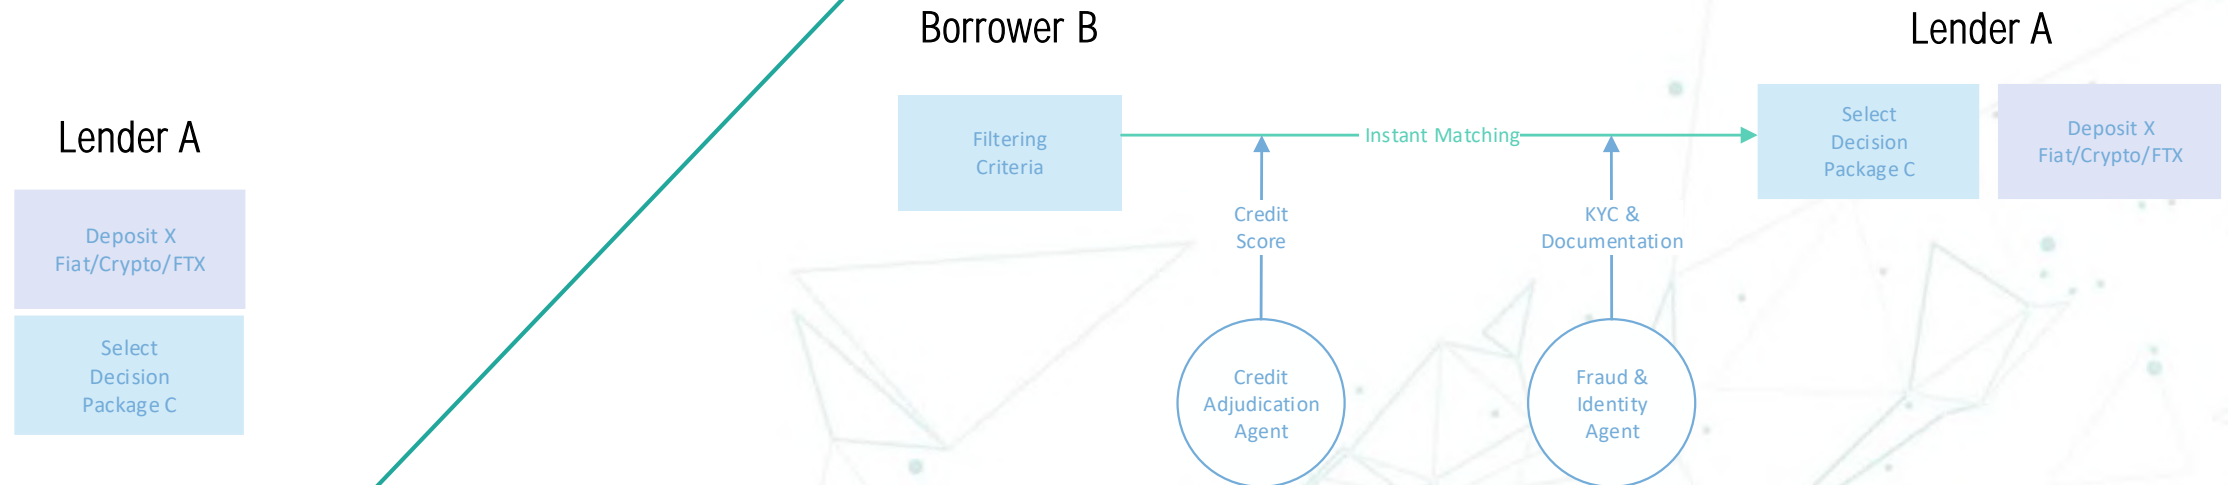 Lender A
Deposit X
Fiat/Crypto/FTX
Select
Decision
Package C
Borrower B
Filtering
Criteria
Instant Matching
Credit
Score
KYC &
Documentation
Credit
Adjudication
Agent
Fraud &
Identity
Agent
Lender A
Select
Decision
Package C
Deposit X
Fiat/Crypto/FTX